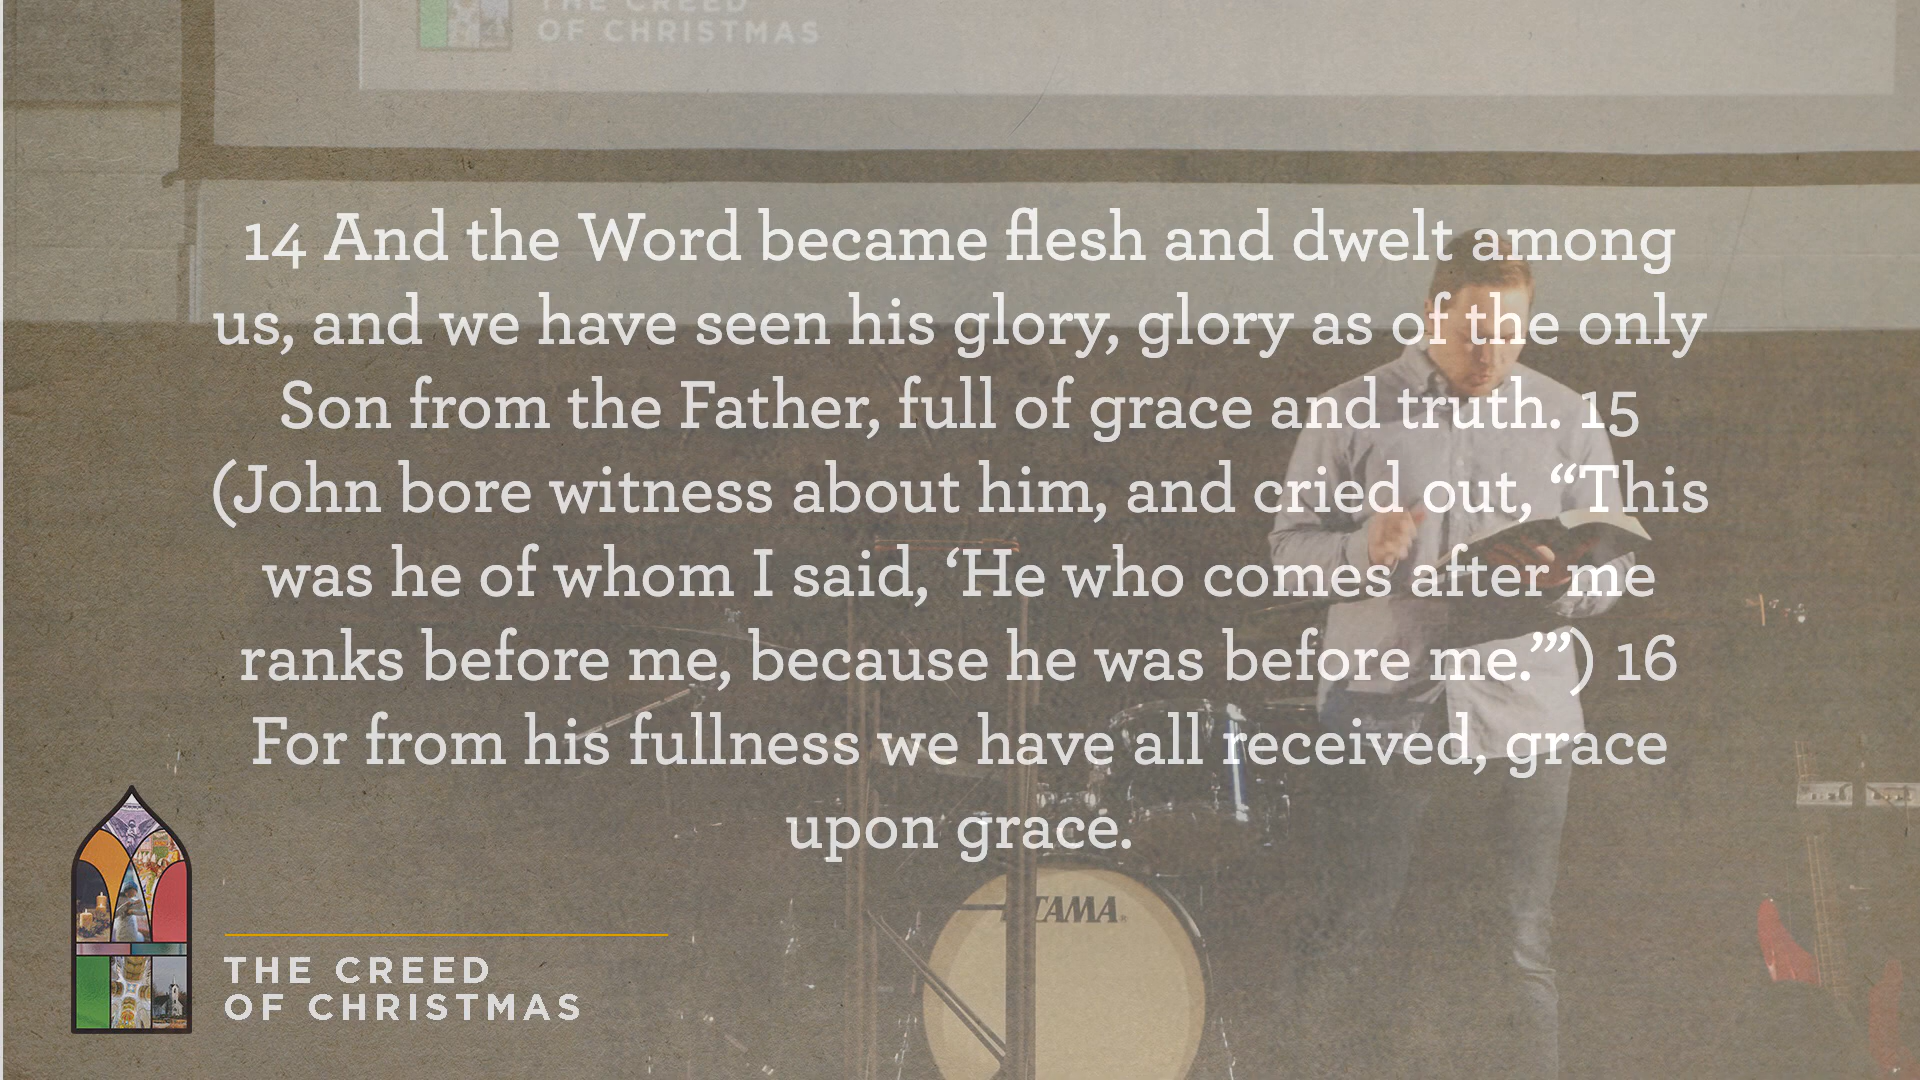 THE CREED
OF CHRISTMAS
14 And the Word became flesh and dwelt among
us, and we have seen his glory, glory as of the only
Son from the Father, full of grace and truth. 15
(John bore witness about him, and cried out, “This
was he of whom I said, ‘He who comes after me
ranks before me, because he was before me.’”) 16
For from his fullness we have all received, grace
upon grace.
TAMA
THE CREED
OF CHRISTMAS